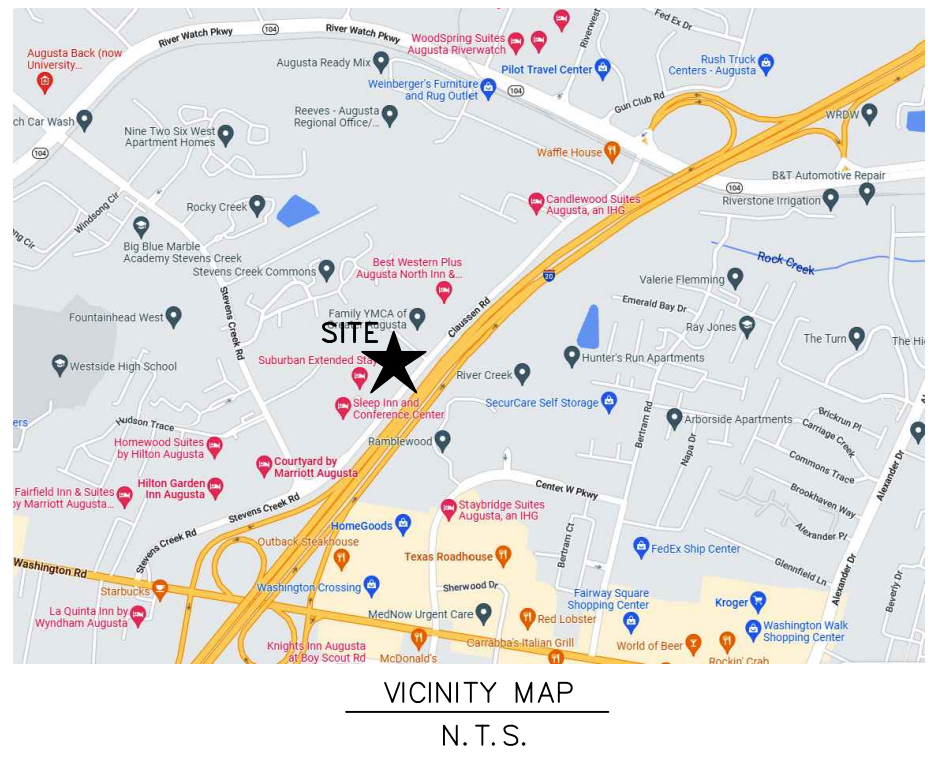 River Watch Pkwy
104
River Watch Pkwy
WoodSpring Suites
Augusta Riverwatch
Riverwest
Fed Ex Dr
Augusta Back (now
University...
Augusta Ready Mix
Pilot Travel Center
Rush Truck
Centers - Augusta
Weinberger's Furniture
and Rug Outlet
104
Gun Club Rd
ch Car Wash
Reeves - Augusta
Regional Office/...
WRDW
Nine Two Six West
Apartment Homes
104
Waffle House
B&T Automotive Repair
104
Riverstone Irrigation
Windsong Cir
Rocky Creek
Candlewood Suites
Augusta, an IHG
ng Cir
Big Blue Marble
Academy Stevens Creek
Stevens Creek Commons
Best Western Plus
Augusta North Inn &...
20
Rock Creek
Valerie Flemming
Emerald Bay Dr
Stevens Creek Rd
Fountainhead West
Family YMCA of
Greater Augusta
Claussen Rd
SITE
Ray Jones
The Turn
The Hi
Westside High School
Suburban Extended Stay
River Creek
Hunter's Run Apartments
Sleep Inn and
Conference Center
SecurCare Self Storage
ers
Hudson Trace
Bertram Rd
Napa Dr
Arborside Apartments
Brickrun Pl
Carriage Creek
Homewood Suites
by Hilton Augusta
Ramblewood
Courtyard by
Marriott Augusta
Commons Trace
Alexander Dr
Hilton Garden
Inn Augusta
Fairfield Inn & Suites
by Marriott Augusta...
Center W Pkwy
Brookhaven Way
Stevens Creek Rd
Staybridge Suites
Augusta, an IHG
HomeGoods
Bertram Ct
Alexander Pl
Stevens Creek Rd
Outback Steakhouse
Texas Roadhouse
FedEx Ship Center
Glennfield Ln
Alexander Dr
Beverly Dr
Washington Rd
Starbucks
Washington Crossing
Sherwood Dr
Fairway Square
Shopping Center
Kroger
La Quinta Inn by
Wyndham Augusta
MedNow Urgent Care
Red Lobster
Washington Walk
Shopping Center
Knights Inn Augusta
at Boy Scout Rd
McDonald's
Carrabba's Italian Grill
World of Beer
Rockin' Crab
VICINITY MAP
N.T.S.